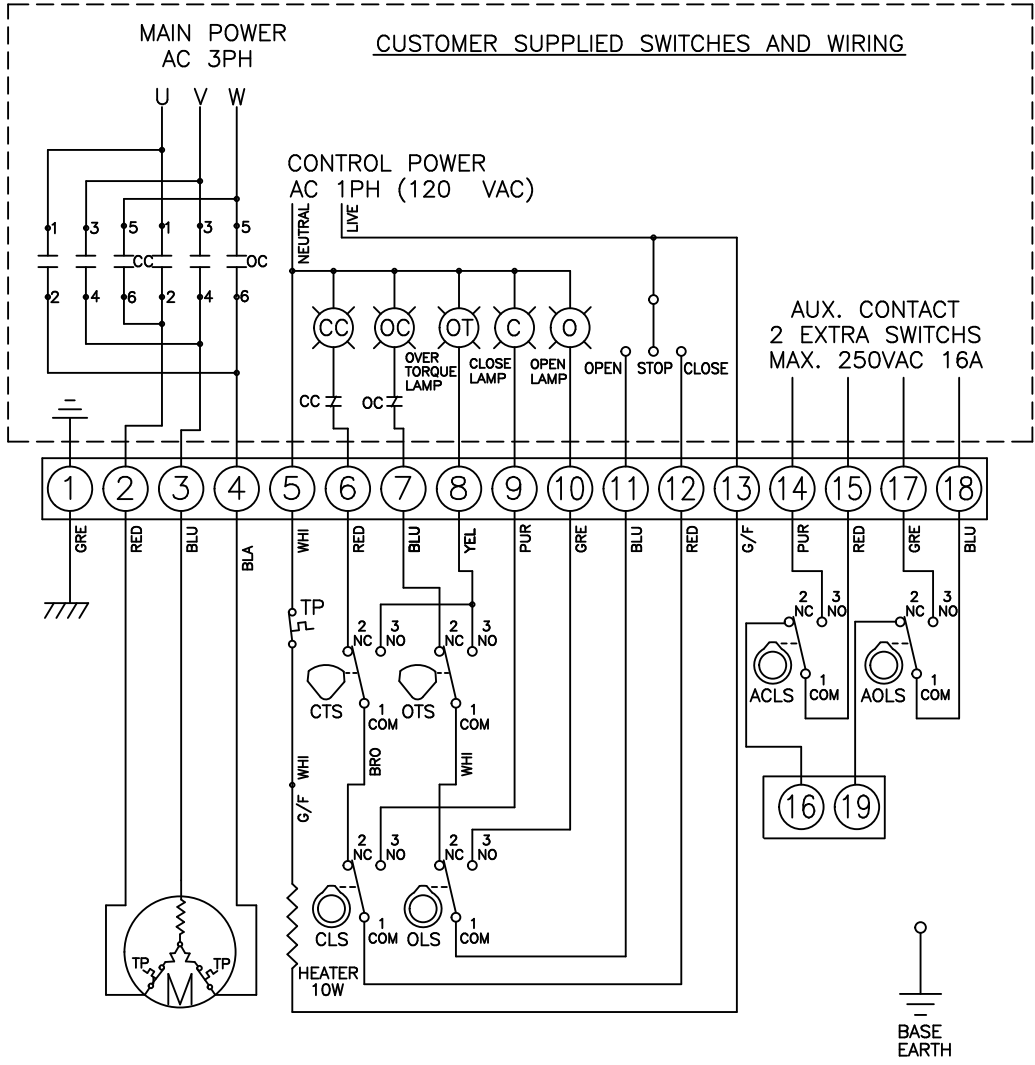 MAIN POWER
AC 3PH
CUSTOMER SUPPLIED SWITCHES AND WIRING
U V W
CONTROL POWER
AC 1PH (120 VAC)
NEUTRAL
LIVE
1 3 5 1 3 5
CC OC
2 4 6 2 4 6
AUX. CONTACT
2 EXTRA SWITCHS
MAX. 250VAC 16A
CC OC OT C O
OVER
TORQUE
LAMP
CLOSE
LAMP
OPEN
LAMP
OPEN STOP CLOSE
CC OC
1 2 3 4 5 6 7 8 9 10 11 12 13 14 15 17 18
GRE RED BLU BLA WHI RED BLU YEL PUR GRE BLU RED G/F PUR RED GRE BLU
TP
2
NC
3
NO
2
NC
3
NO
2
NC
3
NO
2
NC
3
NO
CTS
1
COM
OTS
1
COM
ACLS
1
COM
AOLS
1
COM
WHI
BRO
WHI
G/F
16 19
2
NC
3
NO
2
NC
3
NO
CLS
1
COM
OLS
1
COM
TP TP
M
HEATER
10W
BASE
EARTH